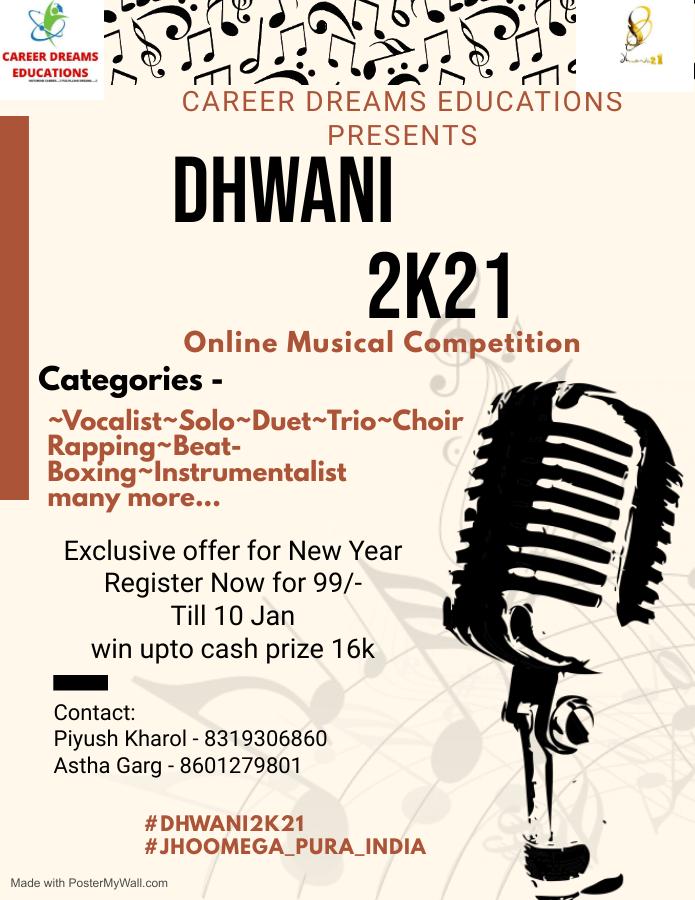 CAREER DREAMS
EDUCATIONS
CAREER DREAMS EDUCATIONS
PRESENTS
DHWANI
2K21
Online Musical Competition
Categories -
~Vocalist~Solo~Duet~Trio~Choir
Rapping~Beat-
Boxing~Instrumentalist
many more...
Exclusive offer for New Year
Register Now for 99/-
Till 10 Jan
win upto cash prize 16k
Contact:
Piyush Kharol - 8319306860
Astha Garg - 8601279801
#DHWANI2K21
#JHOOMEGA_PURA_INDIA
Made with PosterMyWall.com